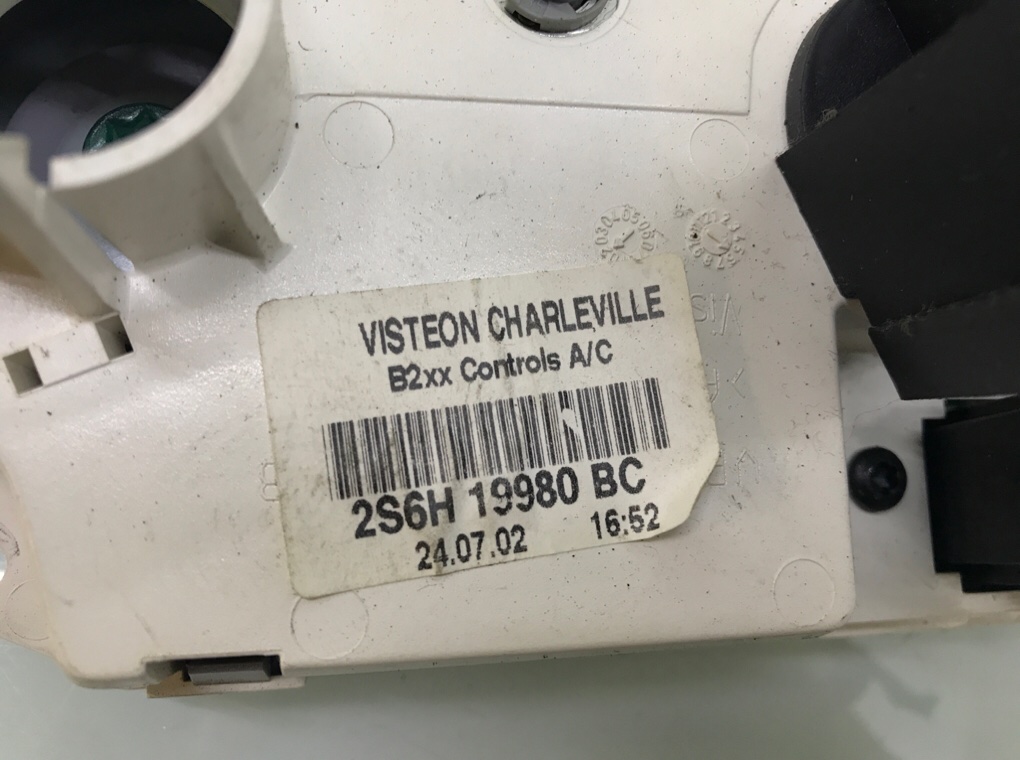 VISTEON CHARLEVILLE
B2xx Controls A/C
2S6H 19980 BC
24.07.02 16:52